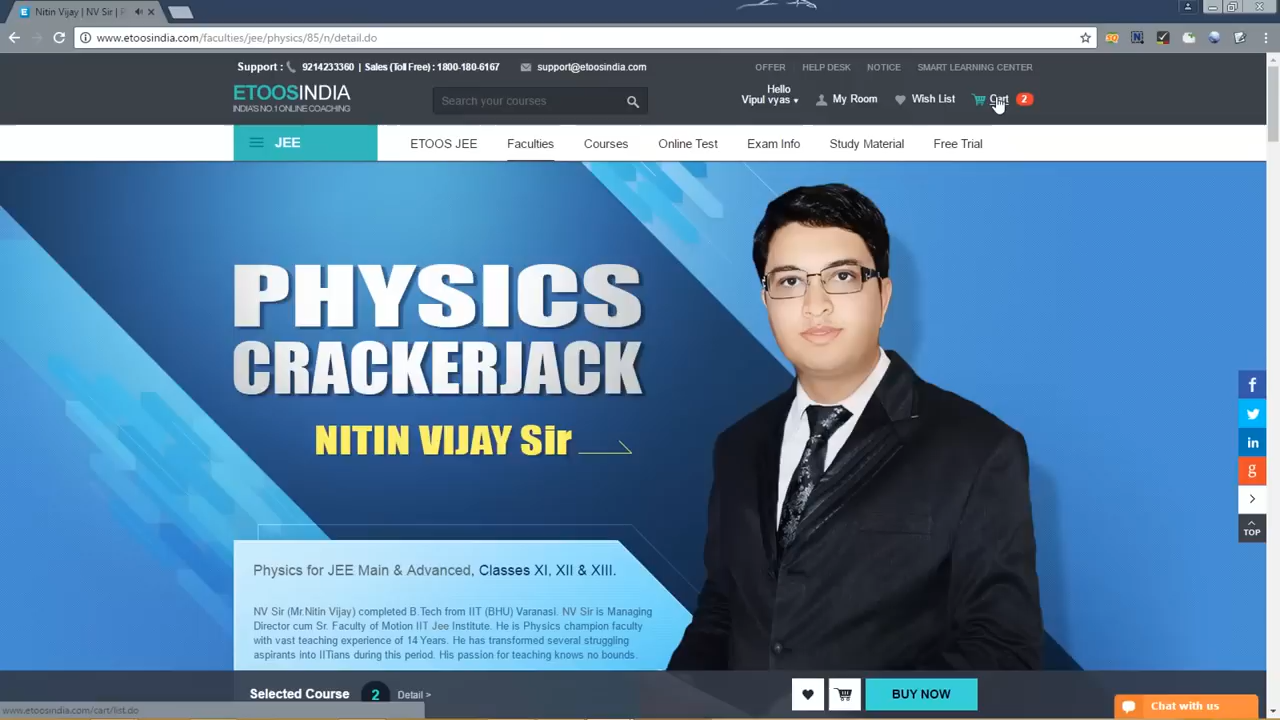 Nitin Vijay | NV Sir |
www.etoosindia.com/faculties/jee/physics/85/n/detail.do
Support : 9214233360 | Sales (Toll Free) : 1800-180-6167 support@etoosindia.com
OFFER HELP DESK NOTICE SMART LEARNING CENTER
ETOOSINDIA
INDIA'S NO.1 ONLINE COACHING
Search your courses
Hello
Vipul vyas
My Room
Wish List
Cart 2
JEE
ETOOS JEE Faculties Courses Online Test Exam Info Study Material Free Trial
PHYSICS
CRACKERJACK
NITIN VIJAY Sir
Physics for JEE Main & Advanced, Classes XI, XII & XIII.
NV Sir (Mr.Nitin Vijay) completed B.Tech from IIT (BHU) Varanasi. NV Sir is Managing
Director cum Sr. Faculty of Motion IIT Jee Institute. He is Physics champion faculty
with vast teaching experience of 14 Years. He has transformed several struggling
aspirants into IITians during this period. His passion for teaching knows no bounds.
TOP
Selected Course 2 Detail >
BUY NOW
Chat with us
www.etoosindia.com/cart/list.do